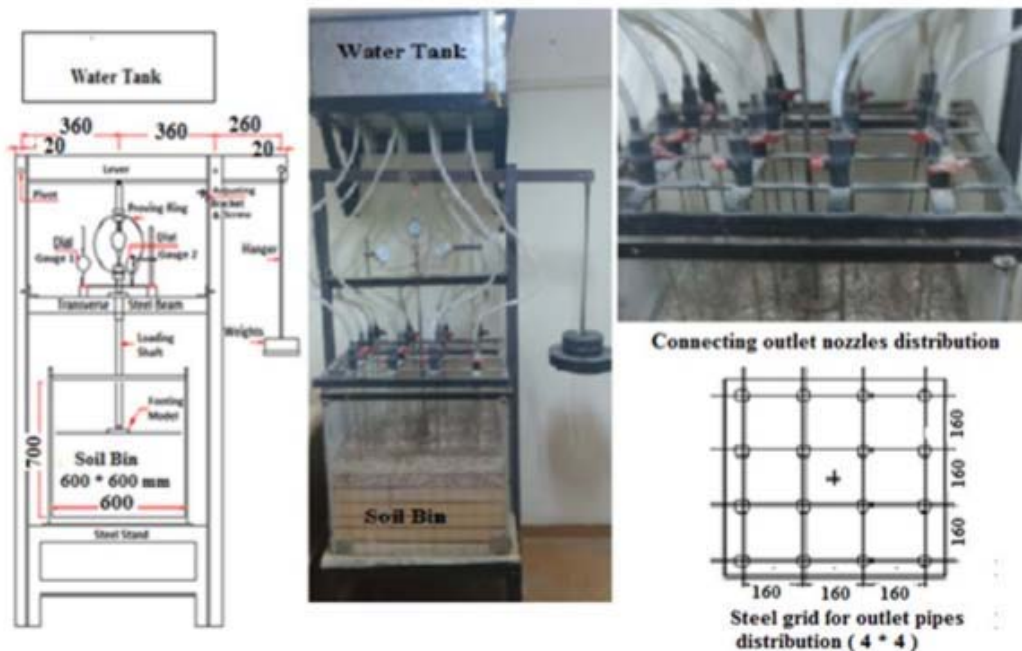 Water Tank
360
360
260
20
20
Lever
Pivot
Adjusting
Bracket
& Screw
Proving Ring
Dial
Gauge 1
Dial
Gauge 2
Hanger
Transverse Steel Beam
Loading
Shaft
Weights
Footing
Model
700
Soil Bin
600 * 600 mm
600
Steel Stand
Water Tank
Soil Bin
Connecting outlet nozzles distribution
160
160
160
160
160
160
Steel grid for outlet pipes
distribution ( 4 * 4 )